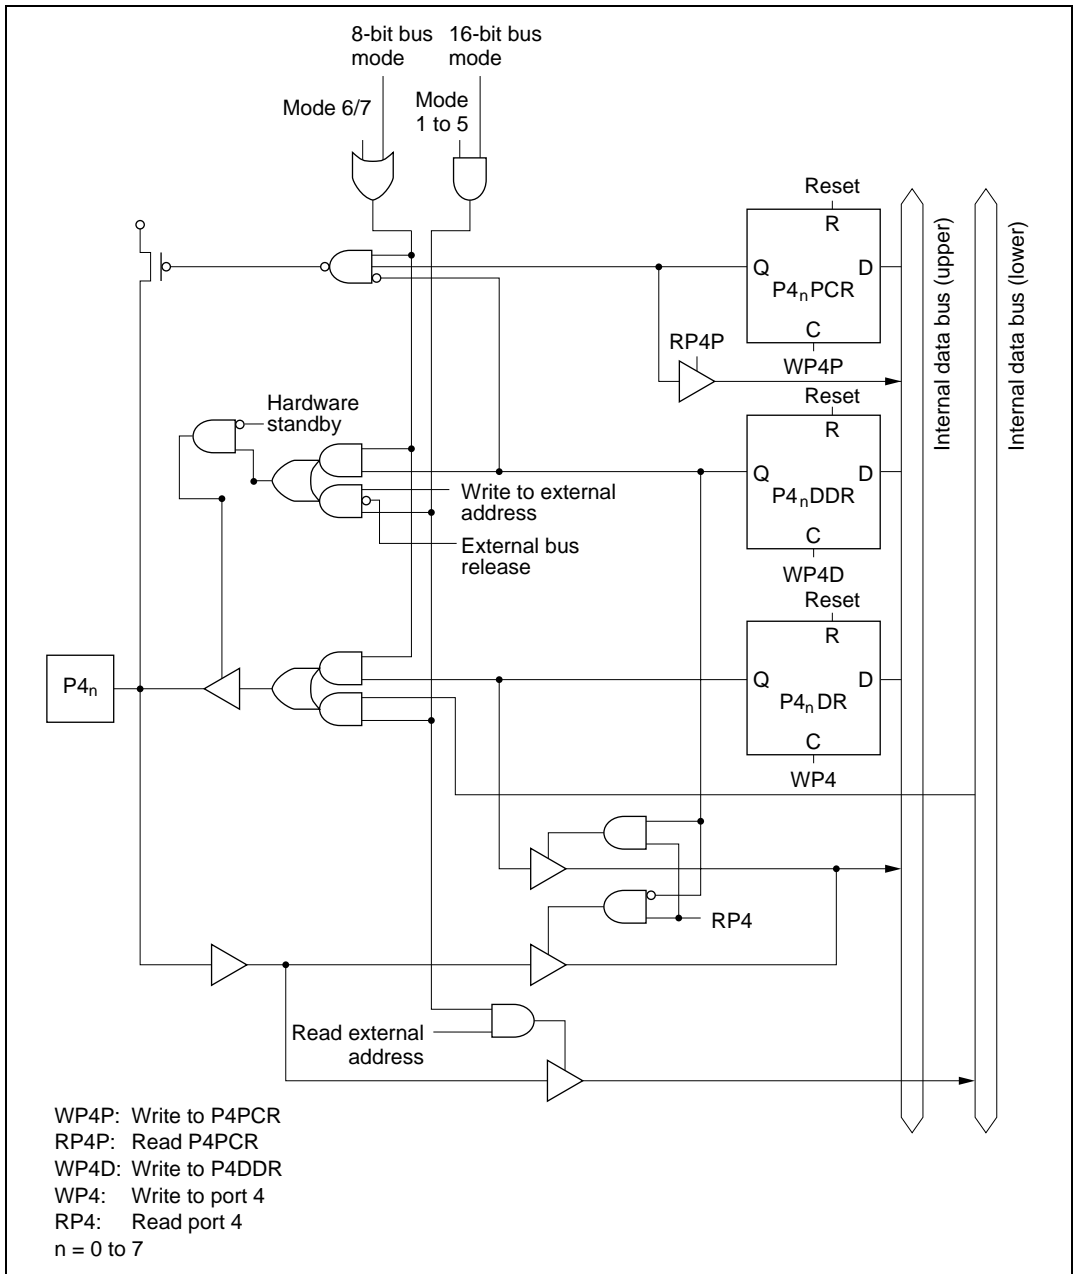 8-bit bus
mode
16-bit bus
mode
Mode 6/7
Mode
1 to 5
Reset
R
Q
D
P4nPCR
C
WP4P
RP4P
Internal data bus (upper)
Internal data bus (lower)
Hardware
standby
Reset
R
Q
D
P4nDDR
C
WP4D
Write to external
address
External bus
release
Reset
R
P4n
Q
D
P4nDR
C
WP4
RP4
Read external
address
WP4P: Write to P4PCR
RP4P: Read P4PCR
WP4D: Write to P4DDR
WP4: Write to port 4
RP4: Read port 4
n = 0 to 7